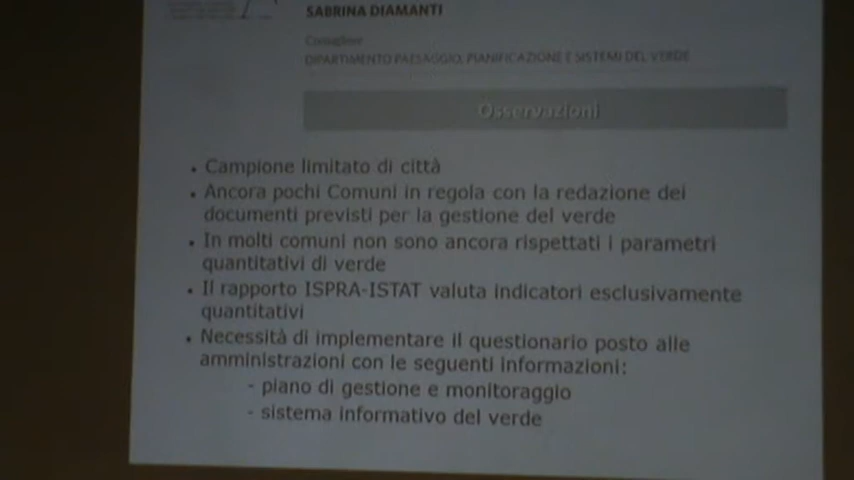 SABRINA DIAMANTI
Consigliere
DIPARTIMENTO PAESAGGIO, PIANIFICAZIONE E SISTEMI DEL VERDE
Osservazioni
• Campione limitato di città
• Ancora pochi Comuni in regola con la redazione dei
documenti previsti per la gestione del verde
• In molti comuni non sono ancora rispettati i parametri
quantitativi di verde
• Il rapporto ISPRA-ISTAT valuta indicatori esclusivamente
quantitativi
• Necessità di implementare il questionario posto alle
amministrazioni con le seguenti informazioni:
- piano di gestione e monitoraggio
- sistema informativo del verde